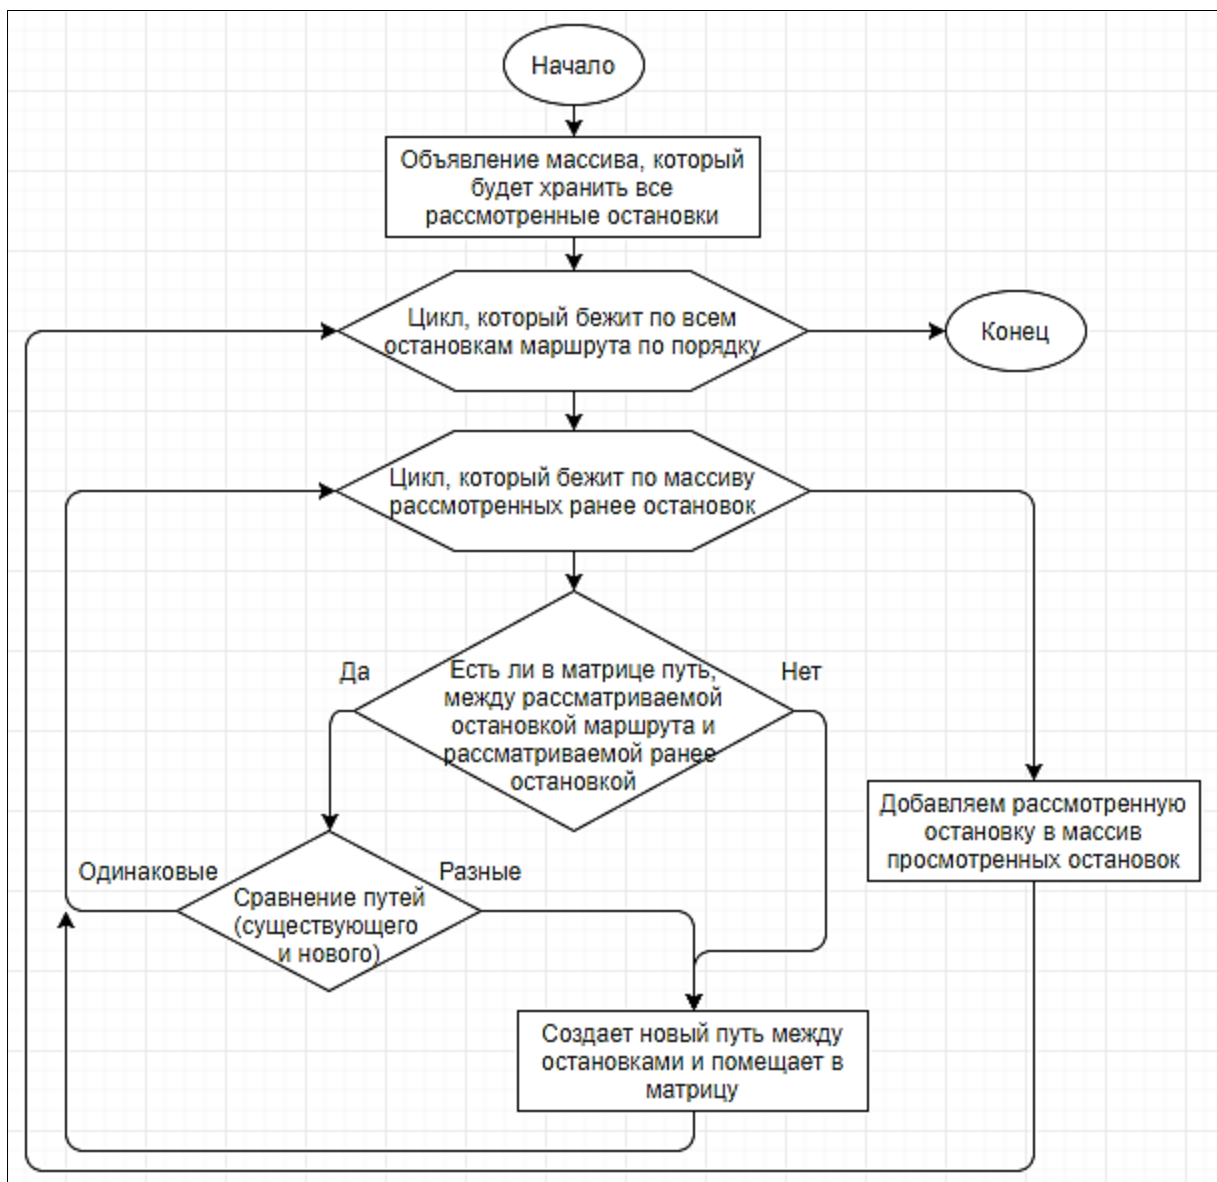 Начало
Объявление массива, который
будет хранить все
рассмотренные остановки
Цикл, который бежит по всем
остановкам маршрута по порядку
Конец
Цикл, который бежит по массиву
рассмотренных ранее остановок
Да
Есть ли в матрице путь,
между рассматриваемой
остановкой маршрута и
рассматриваемой ранее
остановкой
Нет
Добавляем рассмотренную
остановку в массив
просмотренных остановок
Одинаковые
Сравнение путей
(существующего
и нового)
Разные
Создает новый путь между
остановками и помещает в
матрицу